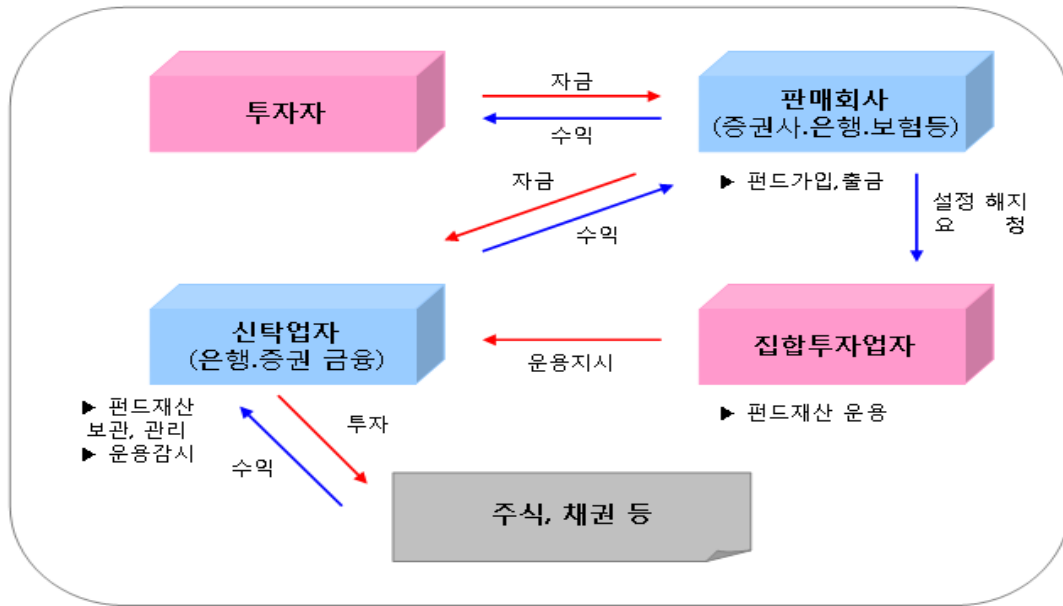 투자자
자금
수익
판매회사
(증권사.은행.보험등)
▶ 펀드가입,출금
자금
수익
설정 해지
요 청
신탁업자
(은행.증권 금융)
운용지시
집합투자업자
▶ 펀드재산
보관, 관리
▶ 운용감시
▶ 펀드재산 운용
투자
수익
주식, 채권 등